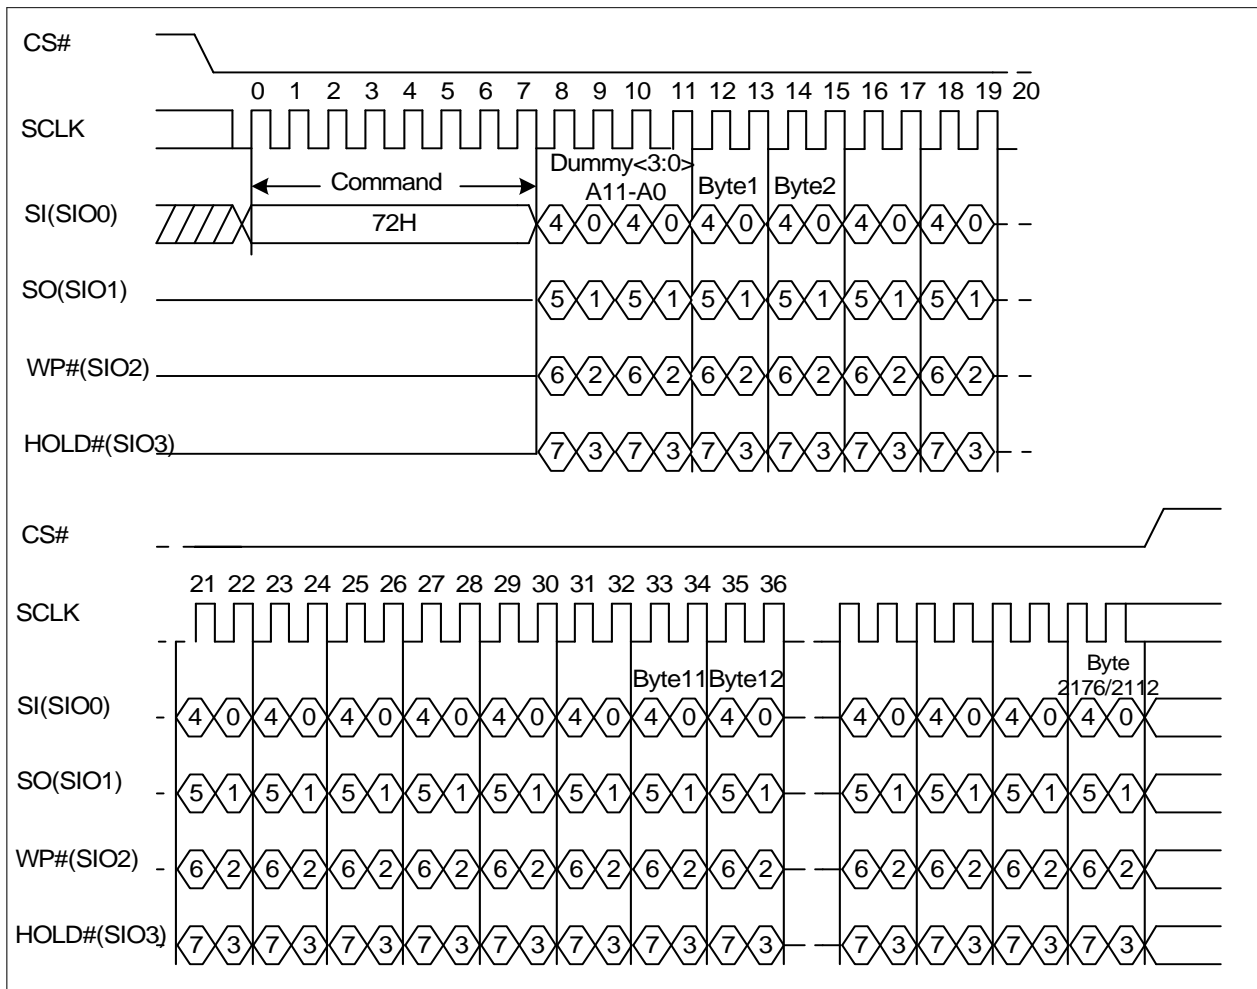 CS#
0 1 2 3 4 5 6 7 8 9 10 11 12 13 14 15 16 17 18 19 20
SCLK
Dummy<3:0>
Command A11-A0 Byte1 Byte2
SI(SIO0) 72H 4 0 4 0 4 0 4 0 4 0 4 0
SO(SIO1) 5 1 5 1 5 1 5 1 5 1 5 1
WP#(SIO2) 6 2 6 2 6 2 6 2 6 2 6 2
HOLD#(SIO3) 7 3 7 3 7 3 7 3 7 3 7 3
CS#
21 22 23 24 25 26 27 28 29 30 31 32 33 34 35 36
SCLK
Byte11 Byte12 Byte
2176/2112
SI(SIO0) 4 0 4 0 4 0 4 0 4 0 4 0 4 0 4 0 4 0 4 0 4 0 4 0
SO(SIO1) 5 1 5 1 5 1 5 1 5 1 5 1 5 1 5 1 5 1 5 1 5 1 5 1
WP#(SIO2) 6 2 6 2 6 2 6 2 6 2 6 2 6 2 6 2 6 2 6 2 6 2 6 2
HOLD#(SIO3) 7 3 7 3 7 3 7 3 7 3 7 3 7 3 7 3 7 3 7 3 7 3 7 3